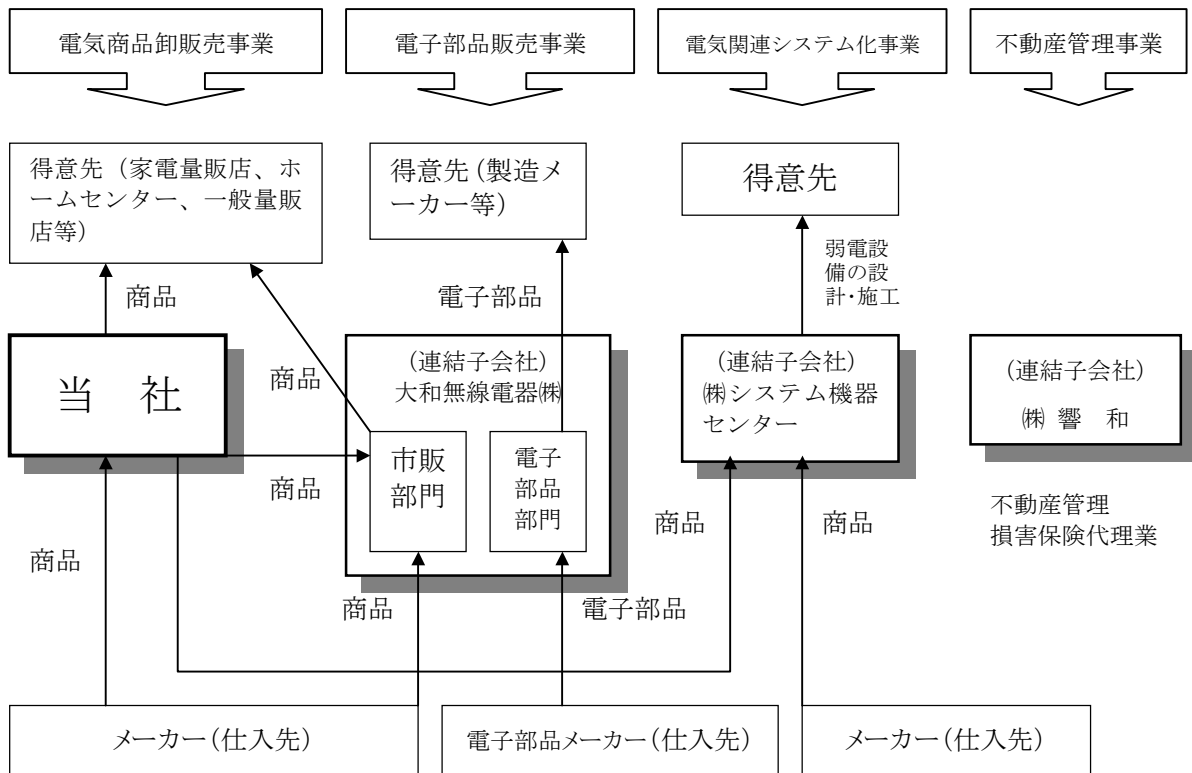 電気商品卸販売事業
電子部品販売事業
電気関連システム化事業
不動産管理事業
得意先（家電量販店、ホ
ームセンター、一般量販
店等）
得意先（製造メ
ーカー等）
得意先
商品
電子部品
弱電設
備の設
計・施工
当 社
商品
（連結子会社）
大和無線電器㈱
（連結子会社）
㈱システム機器
センター
（連結子会社）
㈱ 響 和
市販
部門
電子
部品
部門
商品
商品
商品
商品
商品
電子部品
不動産管理
損害保険代理業
メーカー（仕入先）
電子部品メーカー（仕入先）
メーカー（仕入先）